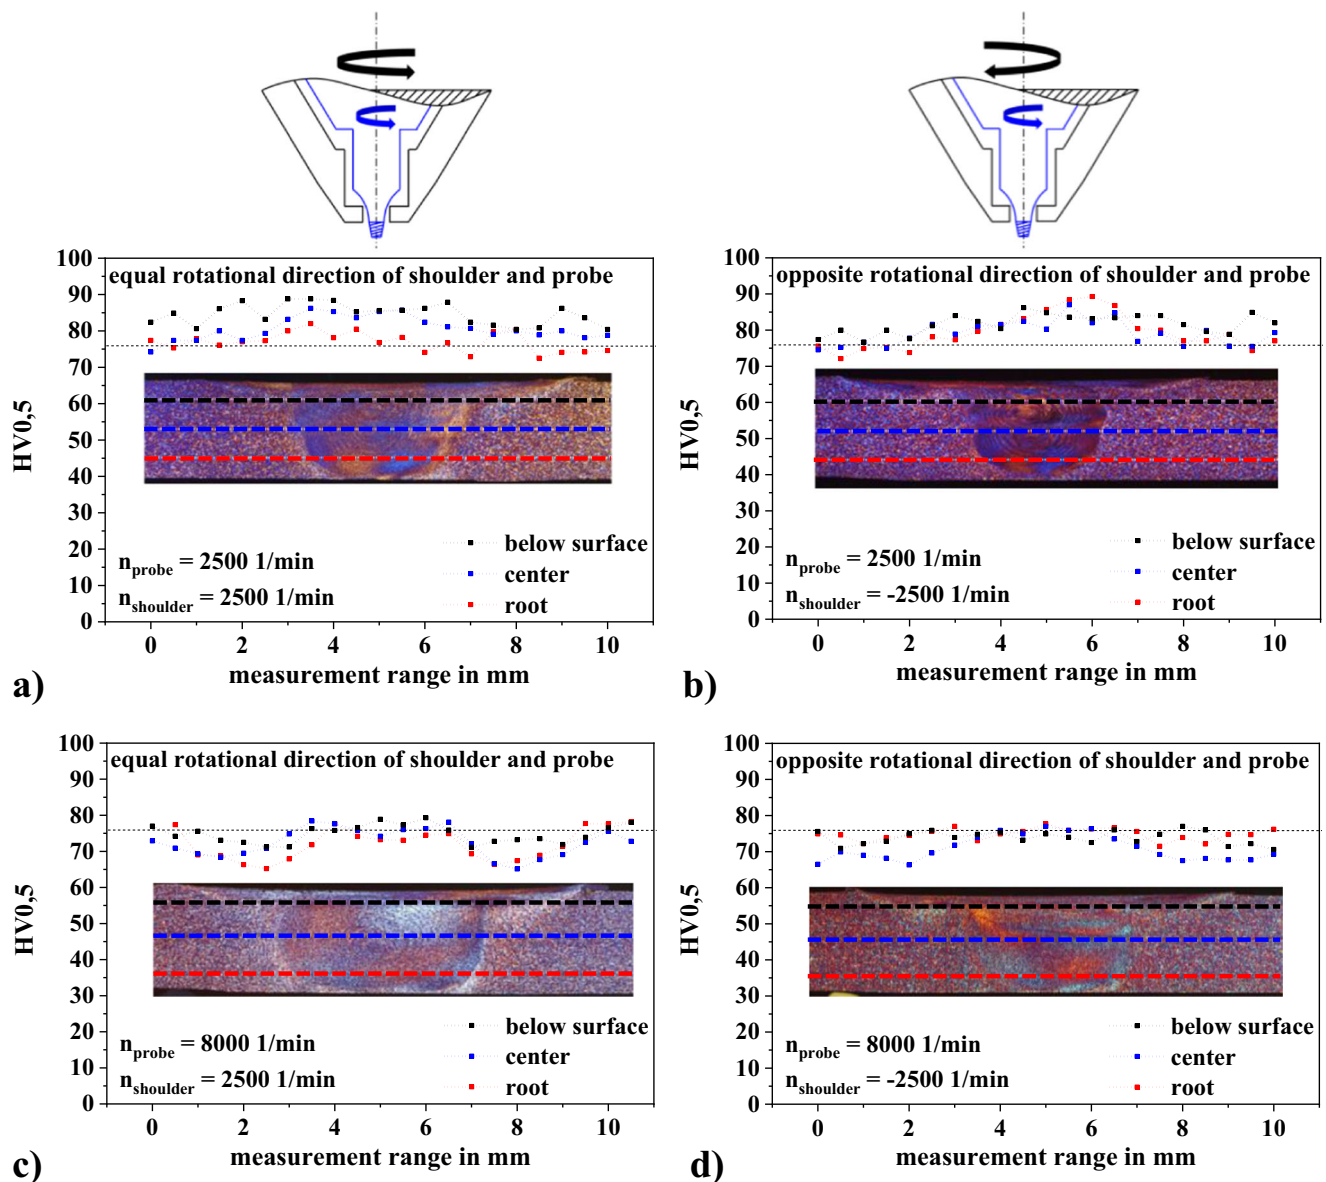 equal rotational direction of shoulder and probe
100
90
80
70
60
50
40
30
20
10
0
HV0,5
n_probe = 2500 1/min
n_shoulder = 2500 1/min
below surface
center
root
0 2 4 6 8 10
measurement range in mm
a)
opposite rotational direction of shoulder and probe
100
90
80
70
60
50
40
30
20
10
0
HV0,5
n_probe = 2500 1/min
n_shoulder = -2500 1/min
below surface
center
root
0 2 4 6 8 10
measurement range in mm
b)
equal rotational direction of shoulder and probe
100
90
80
70
60
50
40
30
20
10
0
HV0,5
n_probe = 8000 1/min
n_shoulder = 2500 1/min
below surface
center
root
0 2 4 6 8 10
measurement range in mm
c)
opposite rotational direction of shoulder and probe
100
90
80
70
60
50
40
30
20
10
0
HV0,5
n_probe = 8000 1/min
n_shoulder = -2500 1/min
below surface
center
root
0 2 4 6 8 10
measurement range in mm
d)